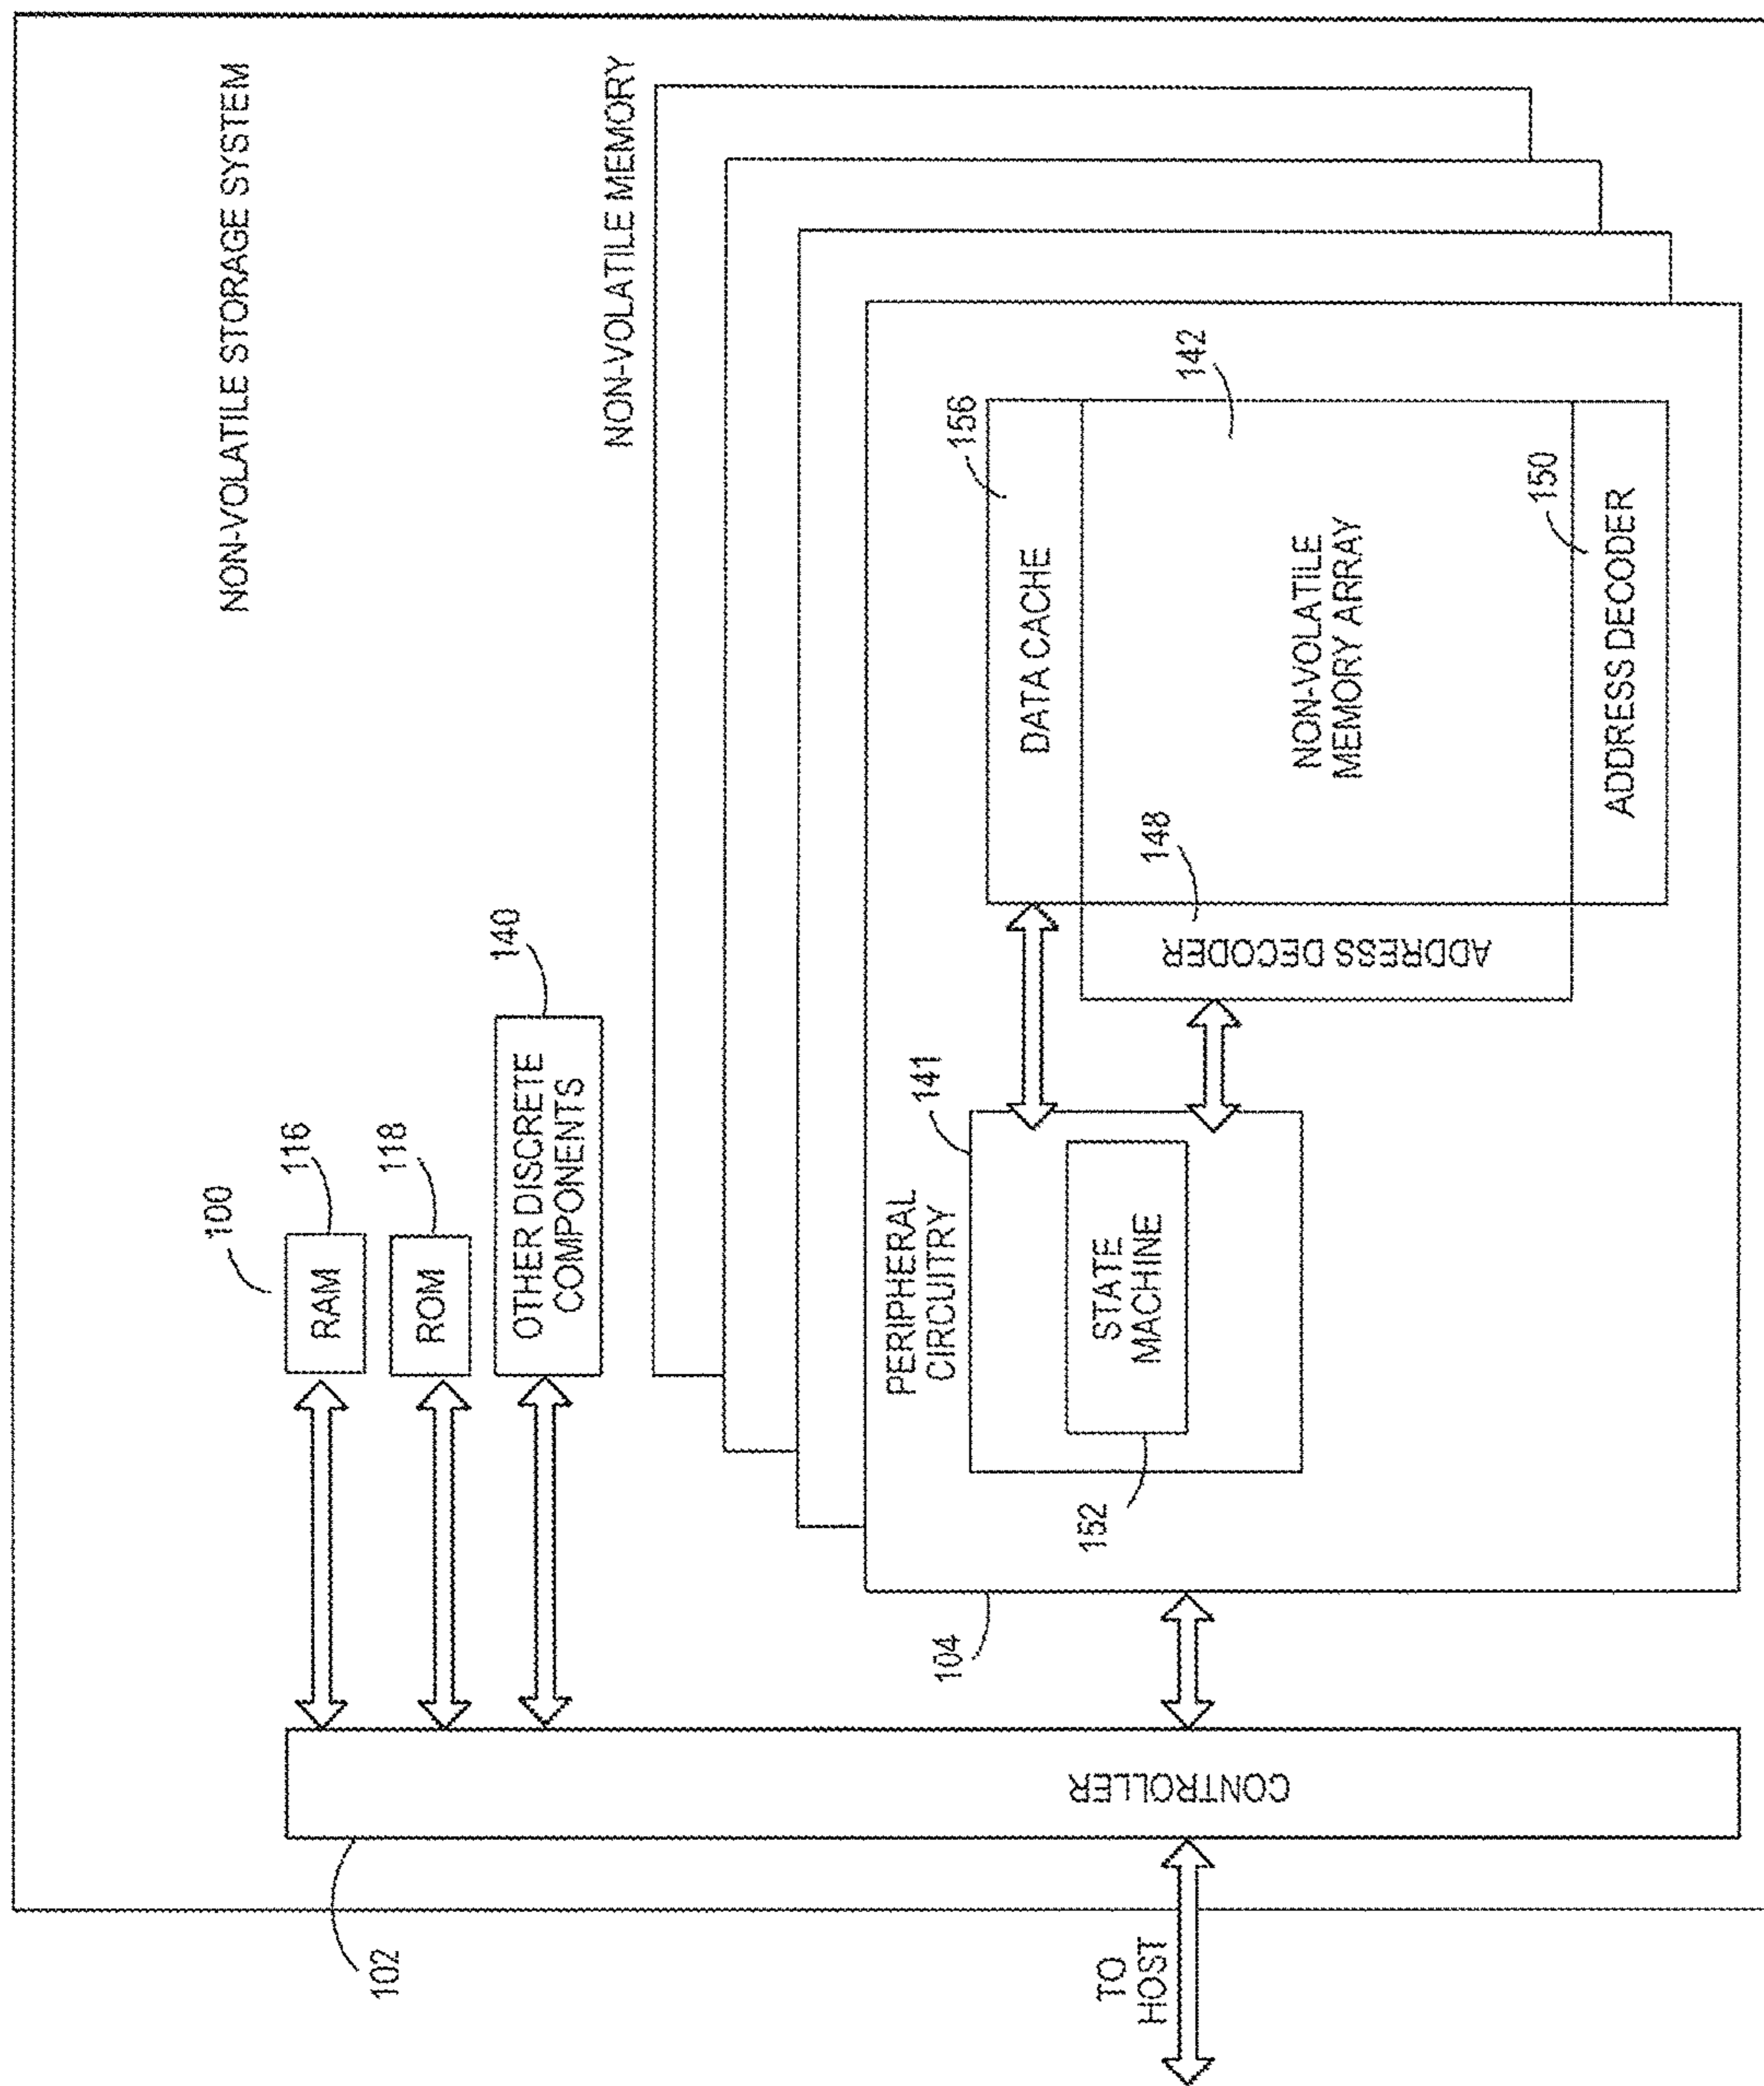 NON-VOLATILE STORAGE SYSTEM
100
116
RAM
118
ROM
140
OTHER DISCRETE
COMPONENTS
NON-VOLATILE MEMORY
102
CONTROLLER
TO
HOST
104
PERIPHERAL
CIRCUITRY
141
STATE
MACHINE
152
DATA CACHE
156
ADDRESS DECODER
148
NON-VOLATILE
MEMORY ARRAY
142
ADDRESS DECODER
150